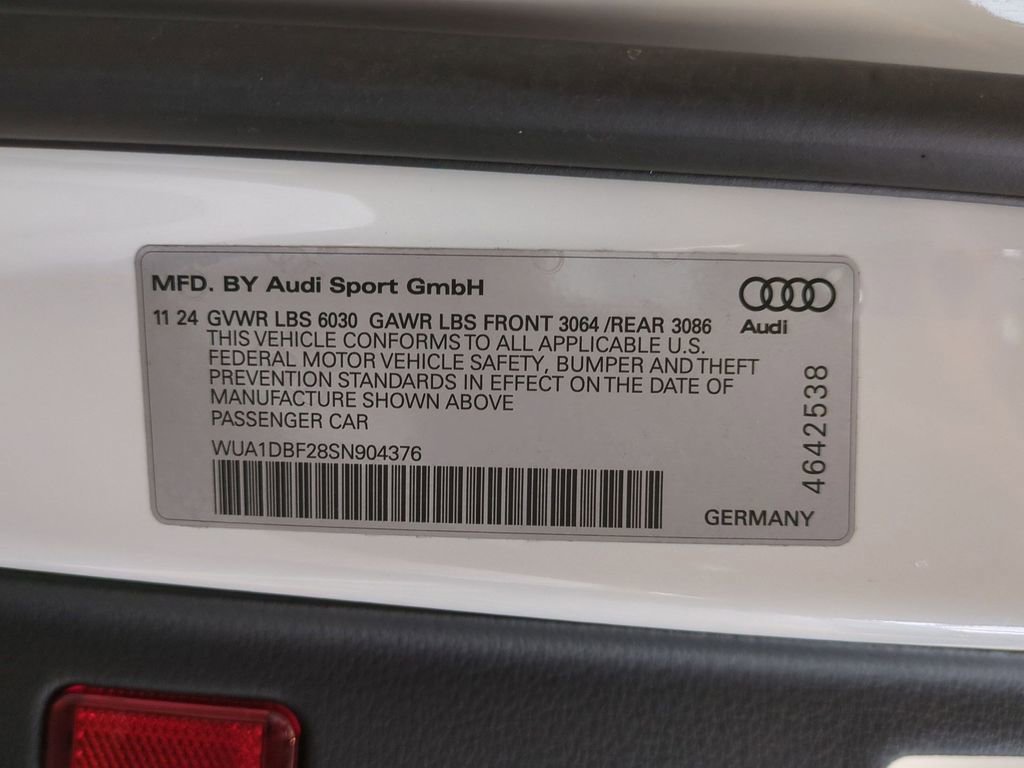 MFD. BY Audi Sport GmbH
11 24 GVWR LBS 6030 GAWR LBS FRONT 3064 /REAR 3086
THIS VEHICLE CONFORMS TO ALL APPLICABLE U.S.
FEDERAL MOTOR VEHICLE SAFETY, BUMPER AND THEFT
PREVENTION STANDARDS IN EFFECT ON THE DATE OF
MANUFACTURE SHOWN ABOVE
PASSENGER CAR
WUA1DBF28SN904376
Audi
4642538
GERMANY